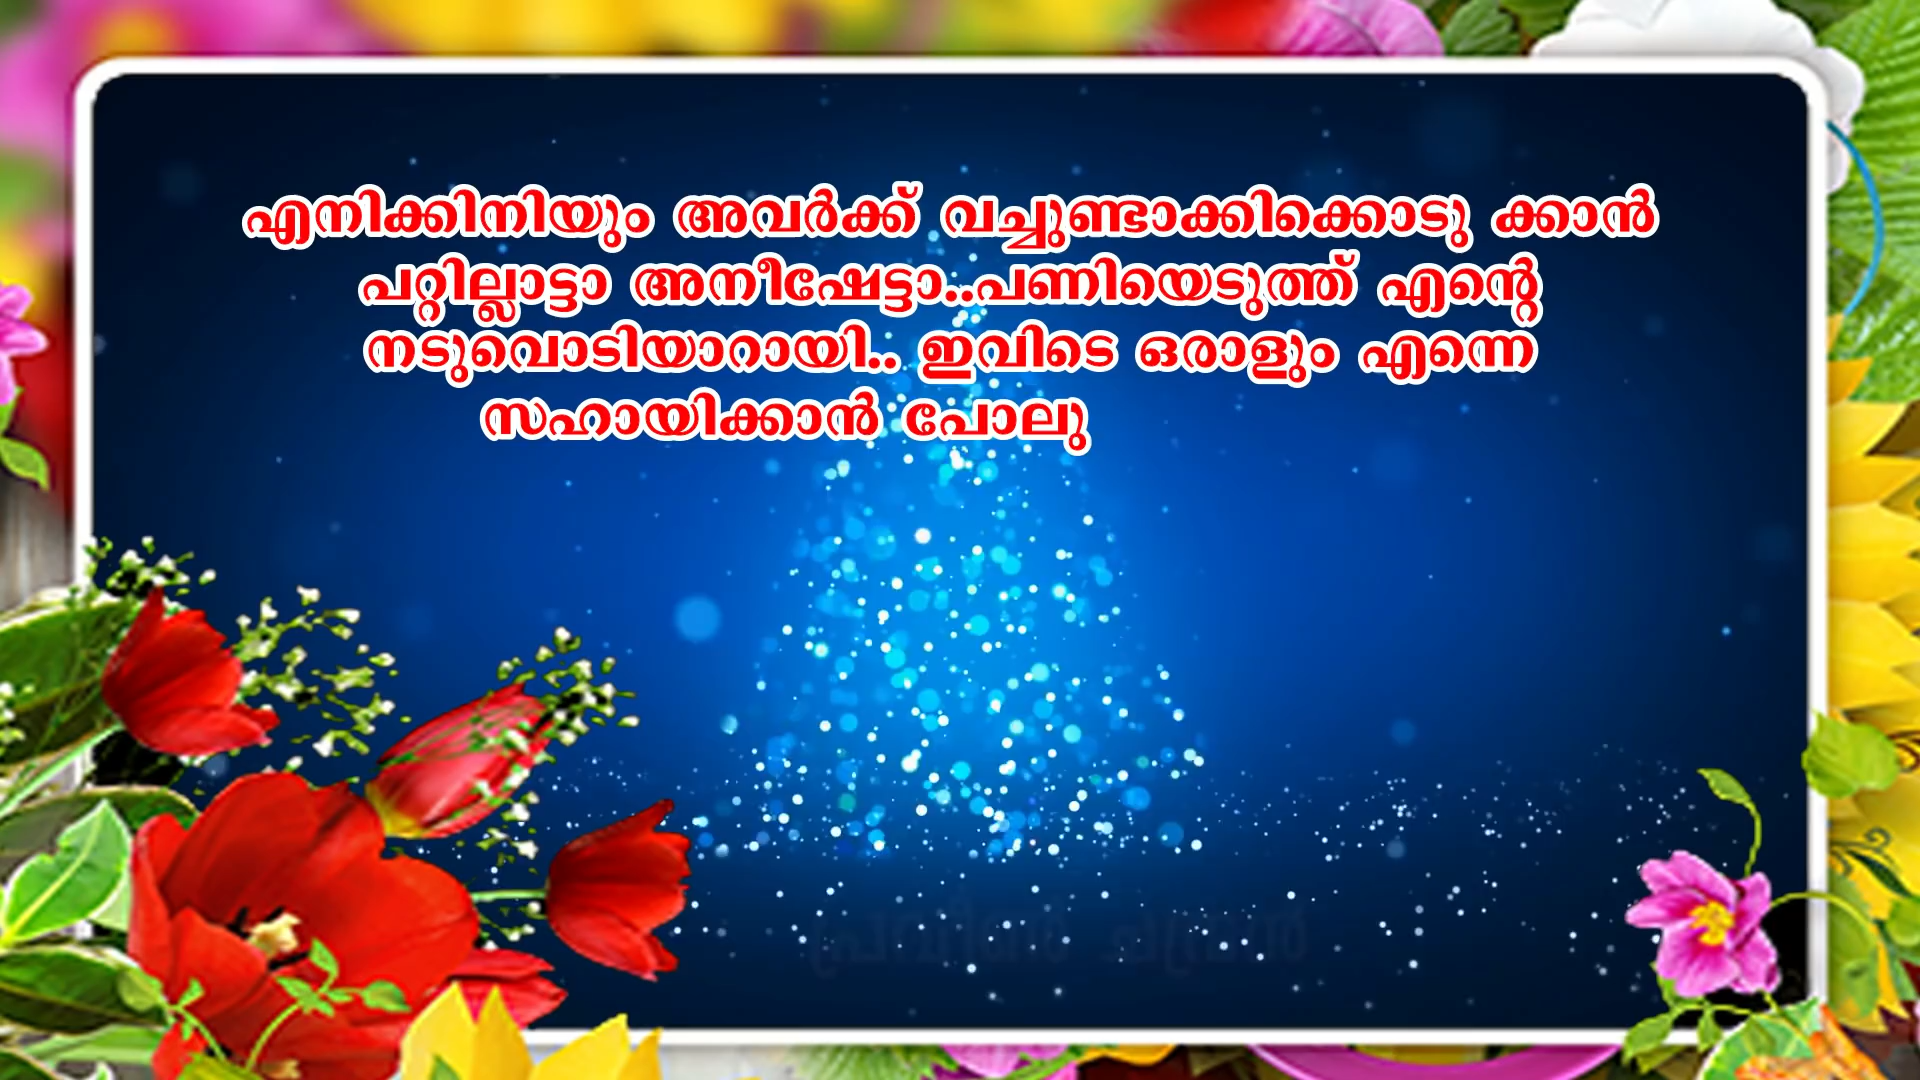 എനിക്കിനിയും അവർക്ക് വച്ചുണ്ടാക്കിക്കൊടു ക്കാൻ
പറ്റില്ലാട്ടാ അനീഷേട്ടാ..പണിയെടുത്ത് എന്റെ
നടുവൊടിയാറായി.. ഇവിടെ ഒരാളും എന്നെ
സഹായിക്കാൻ പോലു